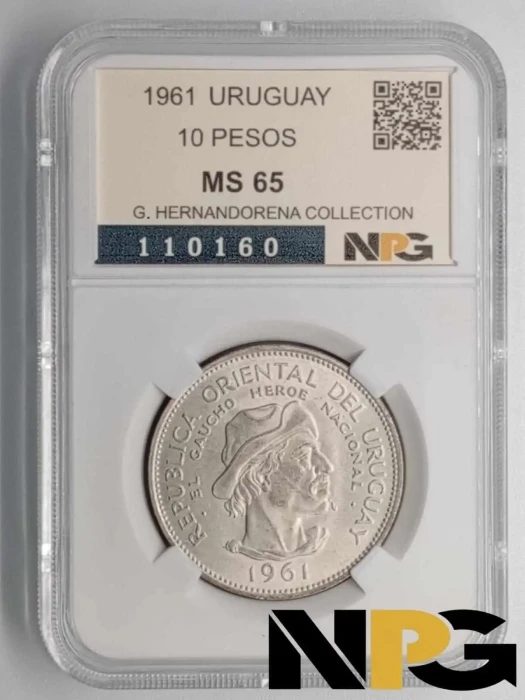 1961 URUGUAY
10 PESOS
MS 65
G. HERNANDORENA COLLECTION
110160
NPG
REPUBLICA ORIENTAL DEL URUGUAY
· EL GAUCHO HEROE NACIONAL ·
1961
NPG